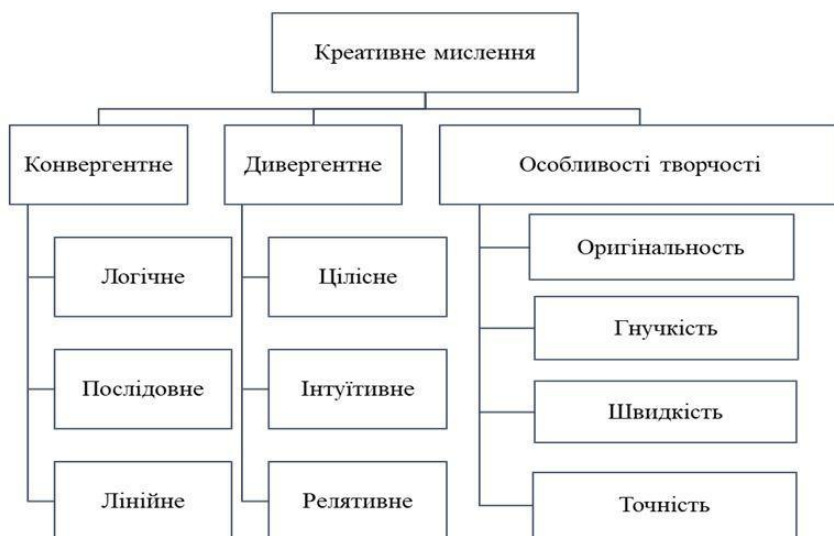 Креативне мислення
Конвергентне
Дивергентне
Особливості творчості
Логічне
Послідовне
Лінійне
Цілісне
Інтуїтивне
Релятивне
Оригінальность
Гнучкість
Швидкість
Точність